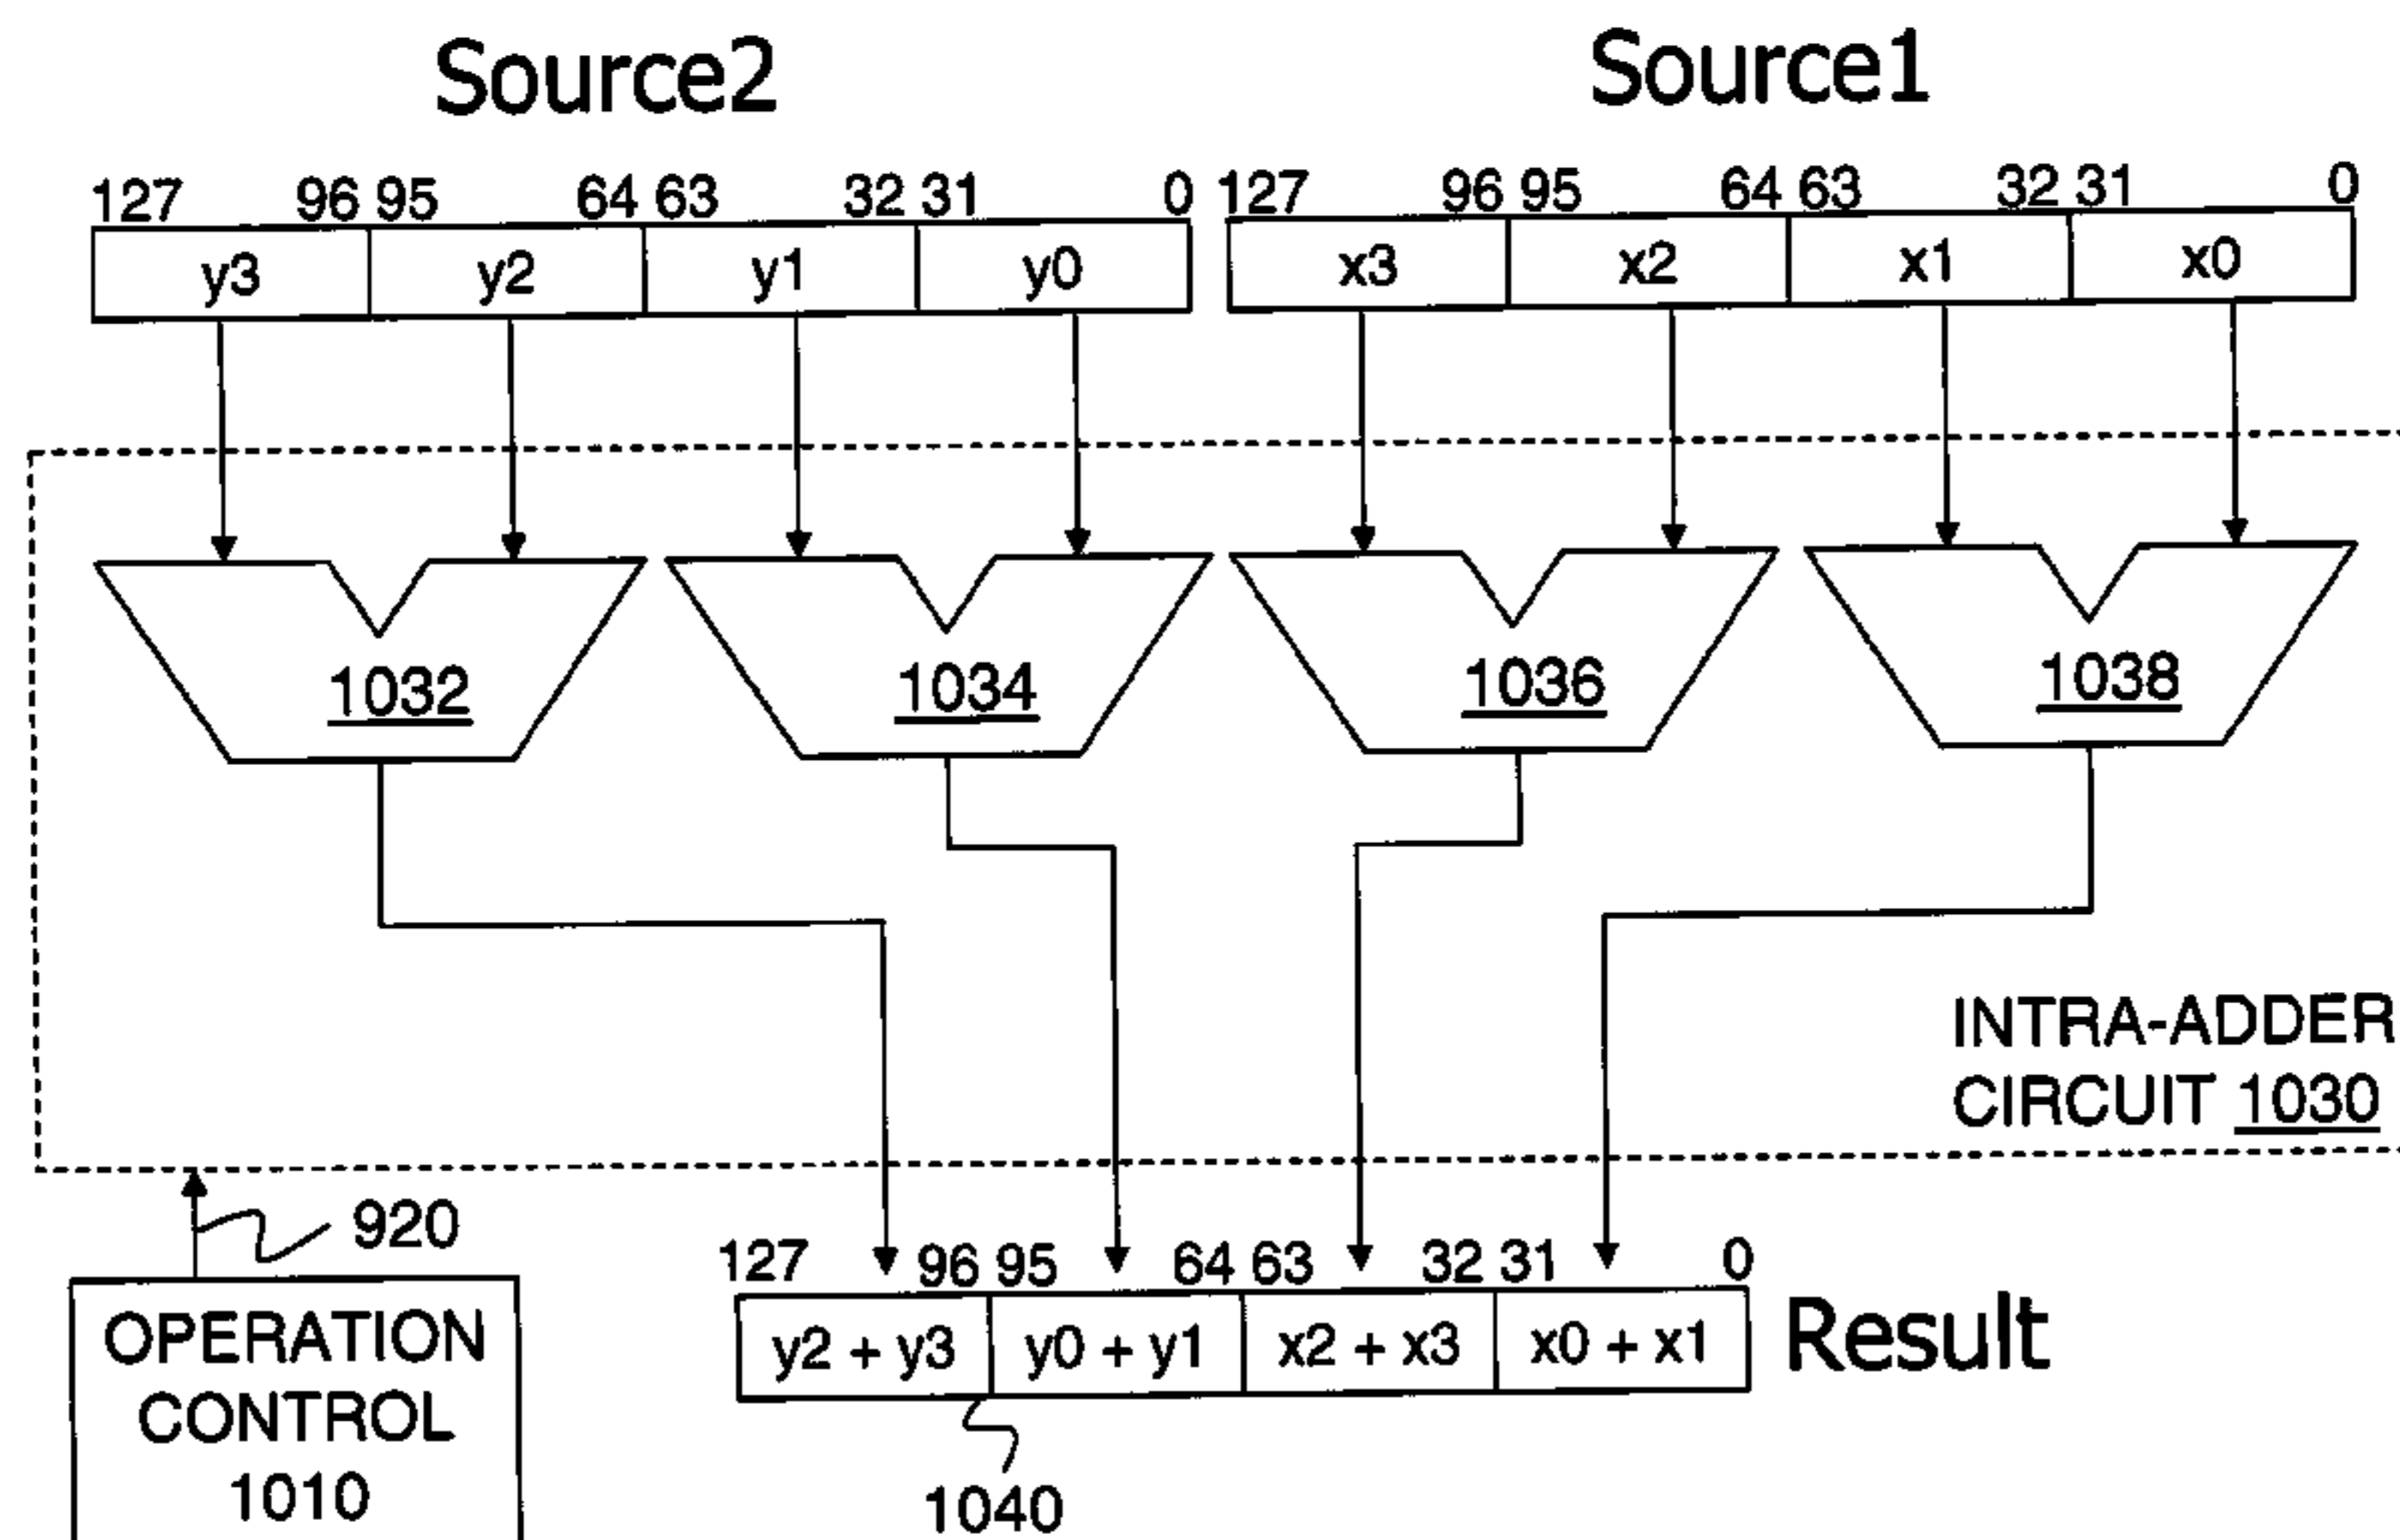 Source2 Source1
127 96 95 64 63 32 31 0 127 96 95 64 63 32 31 0
y3 y2 y1 y0 x3 x2 x1 x0
1032 1034 1036 1038
INTRA-ADDER
CIRCUIT 1030
920
127 96 95 64 63 32 31 0
y2 + y3 y0 + y1 x2 + x3 x0 + x1 Result
OPERATION
CONTROL
1010
1040